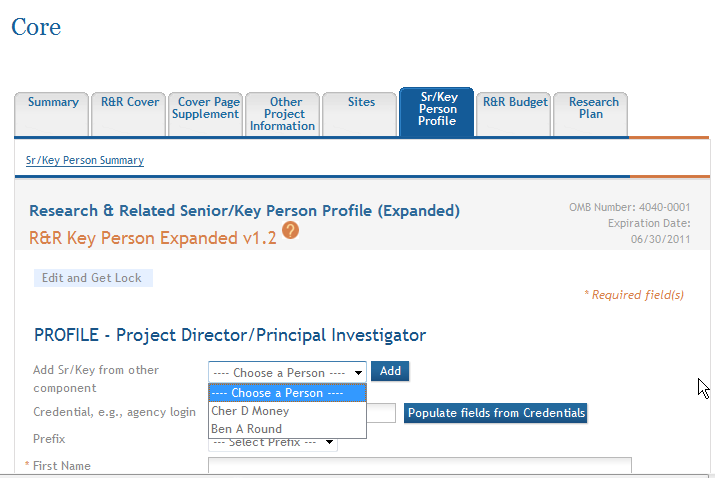 Core
Summary
R&R Cover
Cover Page
Supplement
Other
Project
Information
Sites
Sr/Key
Person
Profile
R&R Budget
Research
Plan
Sr/Key Person Summary
Research & Related Senior/Key Person Profile (Expanded)
OMB Number: 4040-0001
R&R Key Person Expanded v1.2 ?
Expiration Date:
06/30/2011
Edit and Get Lock
* Required field(s)
PROFILE - Project Director/Principal Investigator
Add Sr/Key from other
component
---- Choose a Person ----
Add
---- Choose a Person ----
Cher D Money
Ben A Round
Credential, e.g., agency login
Populate fields from Credentials
Prefix
--- Select Prefix ---
* First Name